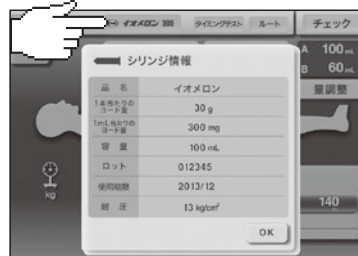 イオメロン 300 タイミングテスト ルート チェック
A 100 mL
B 60 mL
量調整
シリンジ情報
品 名 イオメロン
1本当たりのヨード量 30 g
1mL当たりのヨード量 300 mg
容 量 100 mL
ロット 012345
使用期限 2013/12
耐 圧 13 kg/cm²
kg
140
OK